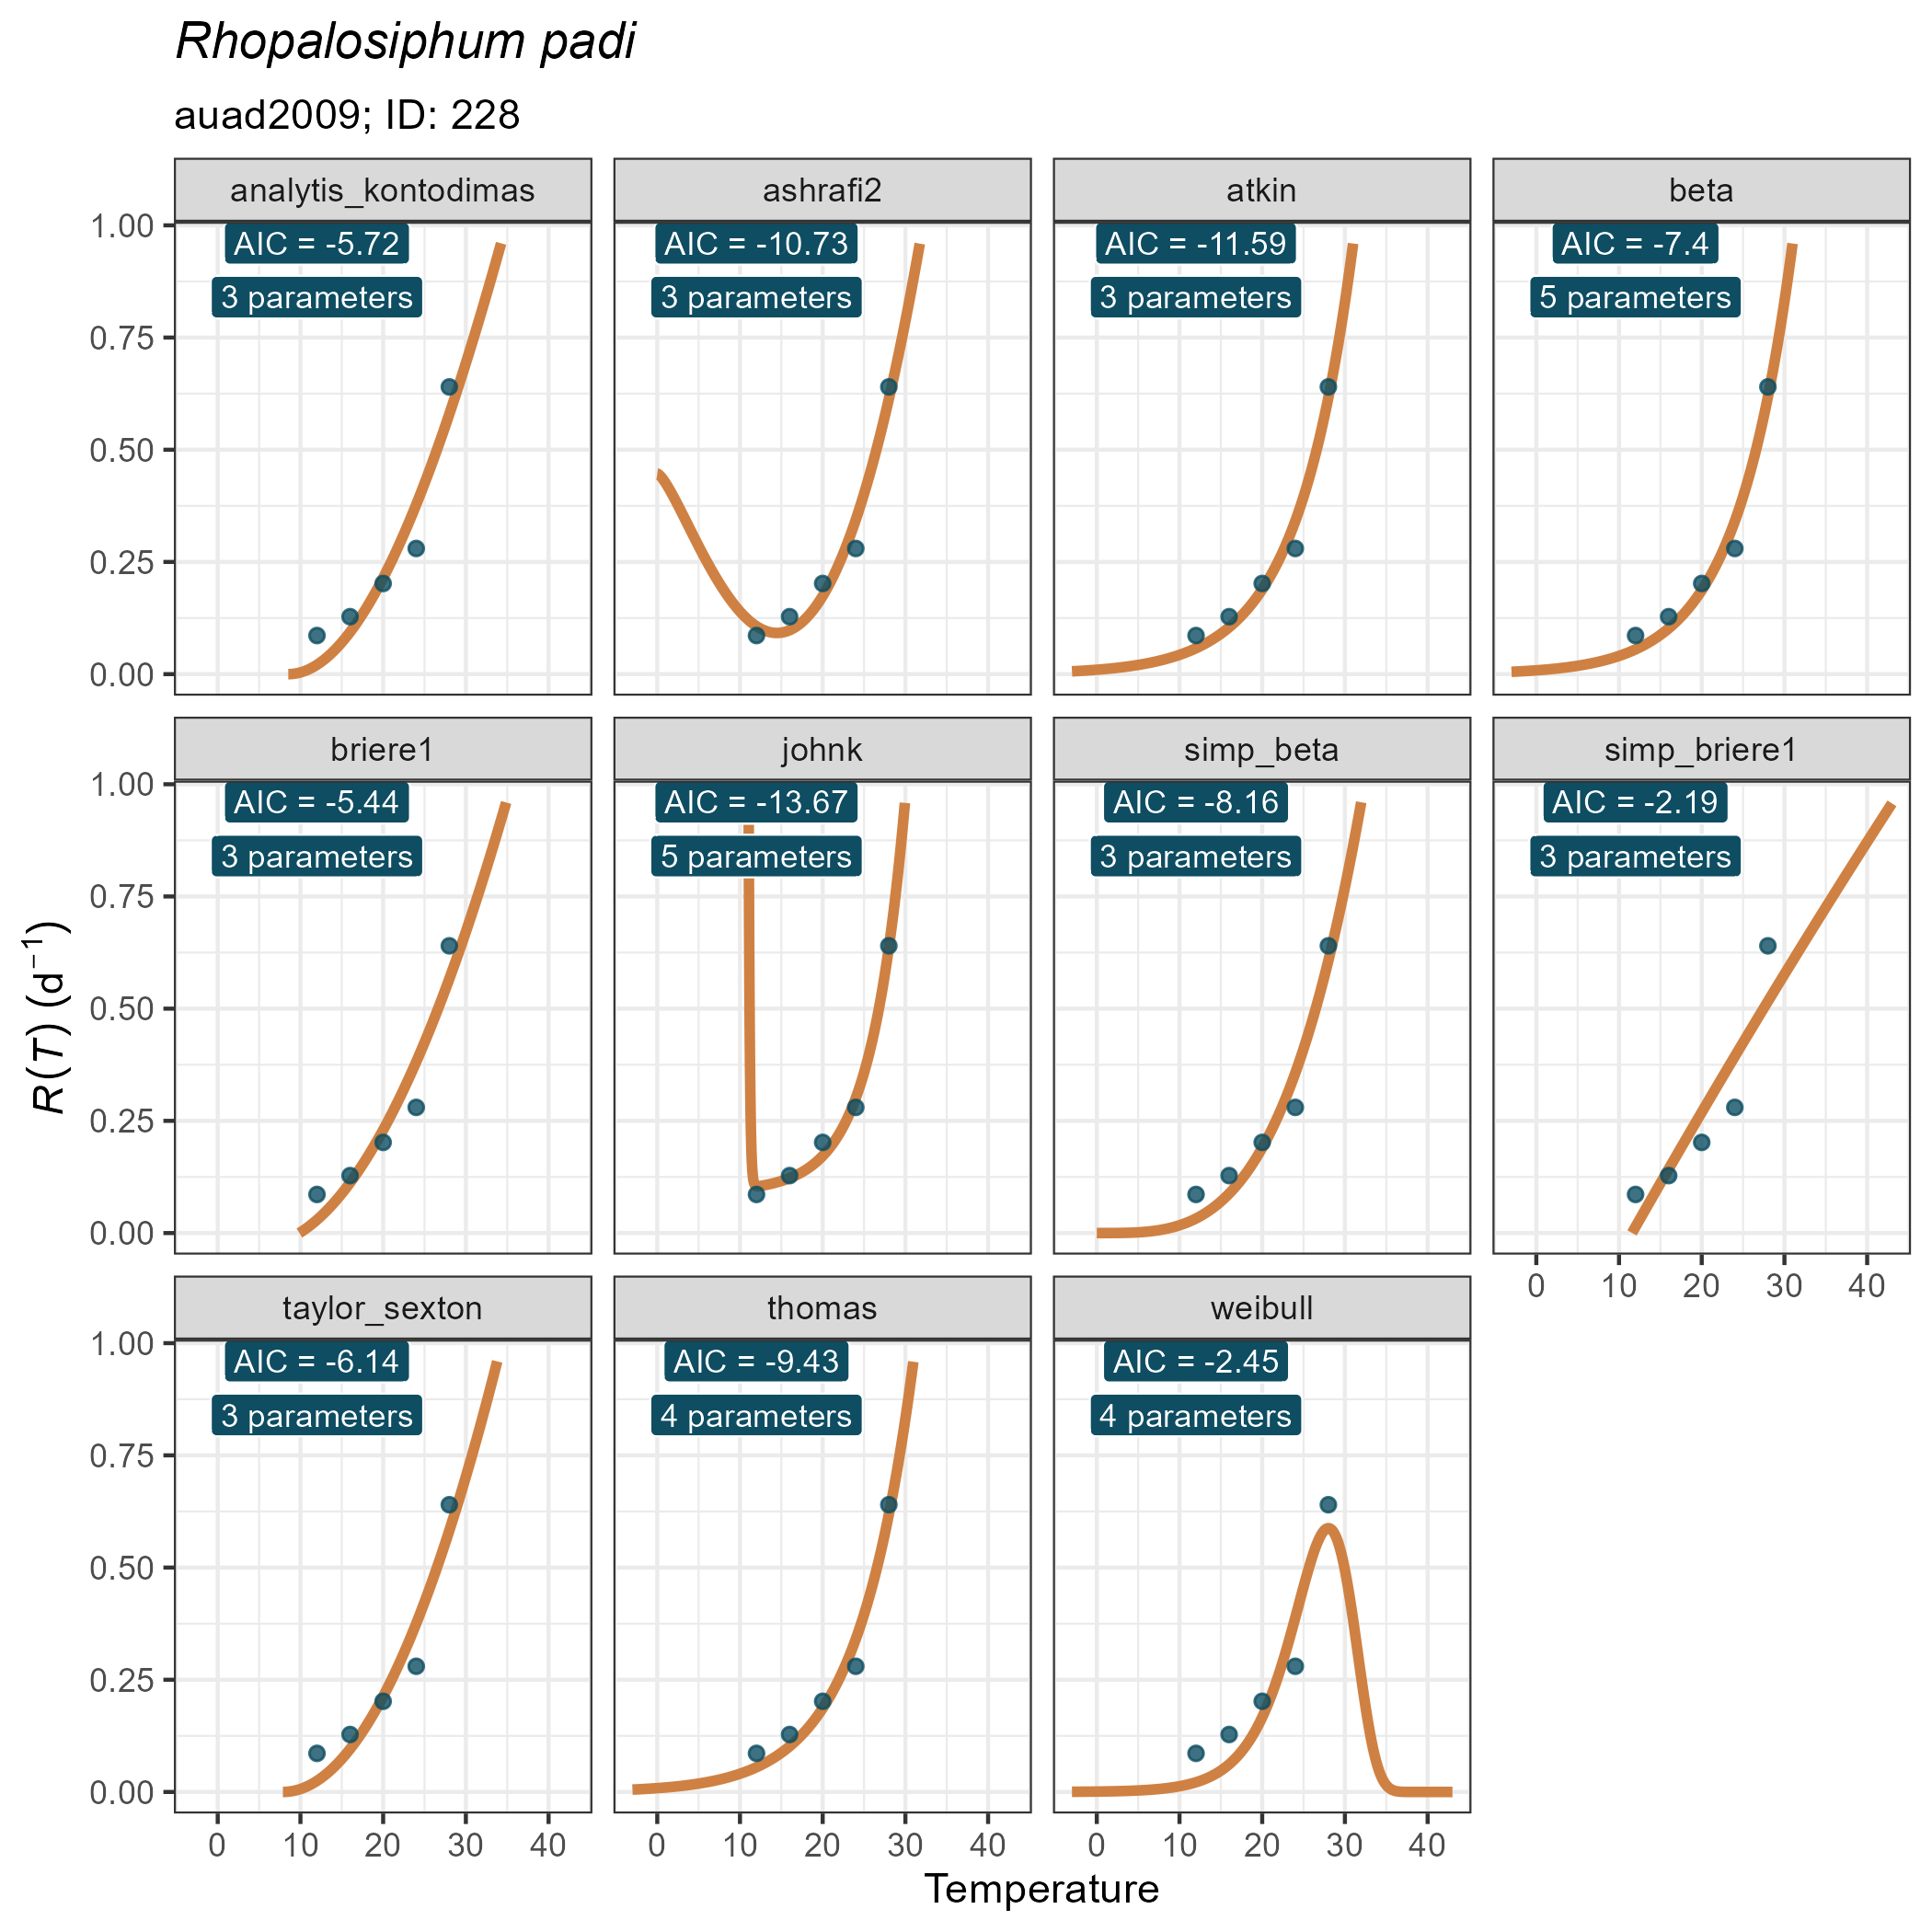 Rhopalosiphum padi
auad2009; ID: 228
analytis_kontodimas
ashrafi2
atkin
beta
1.00
0.75
0.50
0.25
0.00
AIC = -5.72
3 parameters
AIC = -10.73
3 parameters
AIC = -11.59
3 parameters
AIC = -7.4
5 parameters
briere1
johnk
simp_beta
simp_briere1
1.00
0.75
0.50
0.25
0.00
AIC = -5.44
3 parameters
AIC = -13.67
5 parameters
AIC = -8.16
3 parameters
AIC = -2.19
3 parameters
0 10 20 30 40
R(T) (d⁻¹)
taylor_sexton
thomas
weibull
1.00
0.75
0.50
0.25
0.00
AIC = -6.14
3 parameters
AIC = -9.43
4 parameters
AIC = -2.45
4 parameters
0 10 20 30 40
0 10 20 30 40
0 10 20 30 40
Temperature